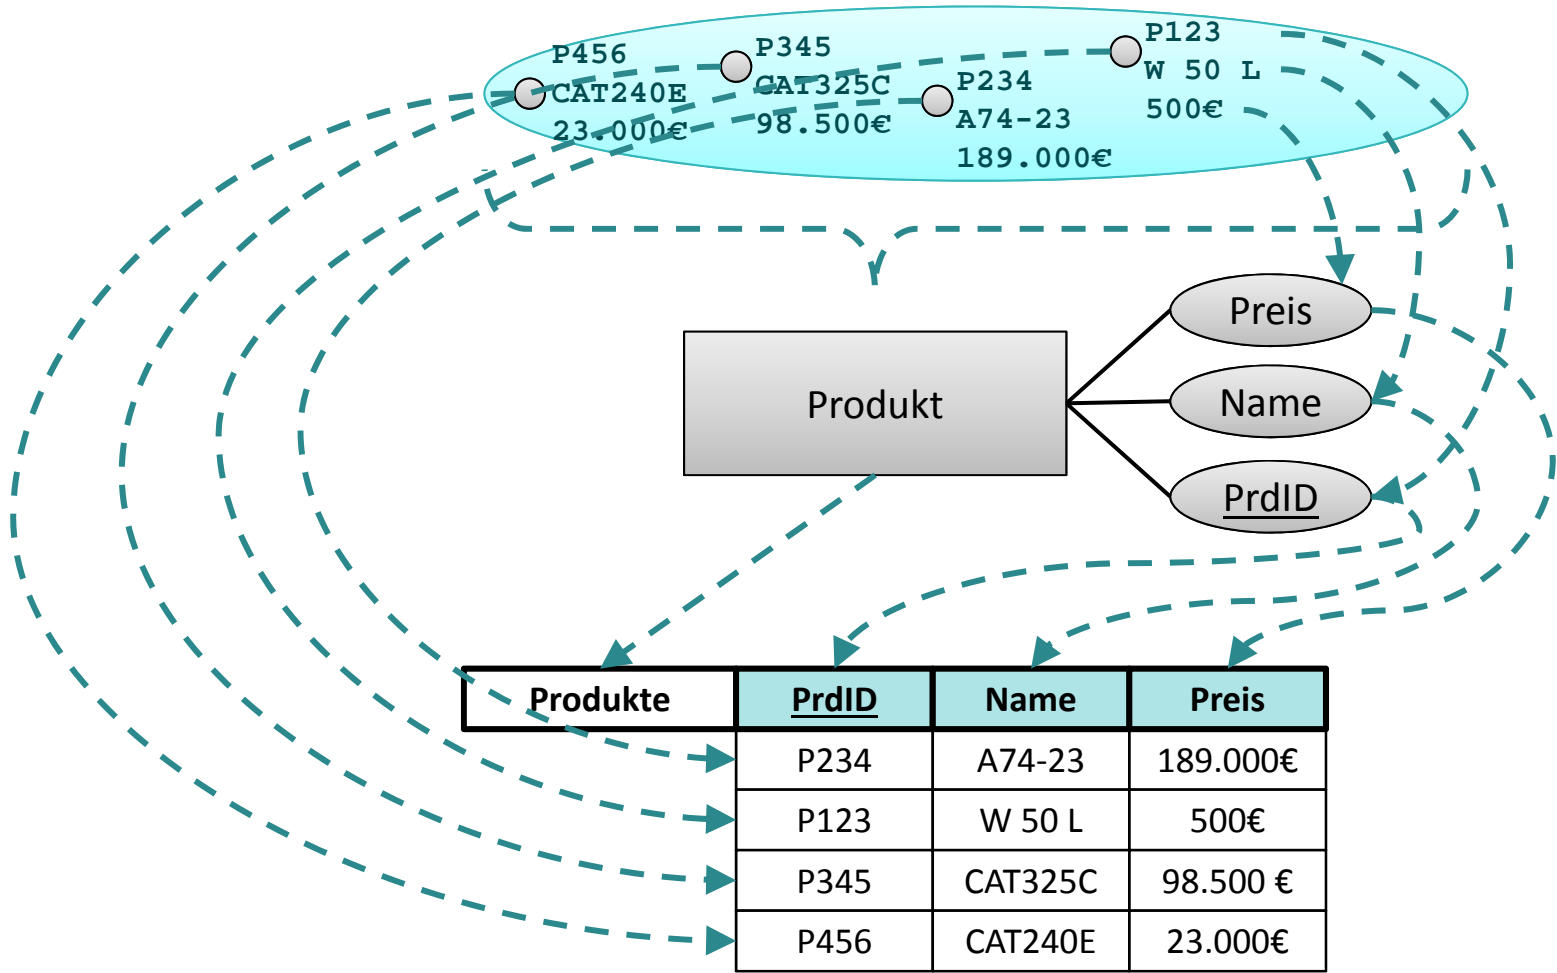 P456
CAT240E
23.000€
P345
CAT325C
98.500€
P234
A74-23
189.000€
P123
W 50 L
500€
Produkt
Preis
Name
PrdID
Produkte PrdID Name Preis
P234 A74-23 189.000€
P123 W 50 L 500€
P345 CAT325C 98.500 €
P456 CAT240E 23.000€